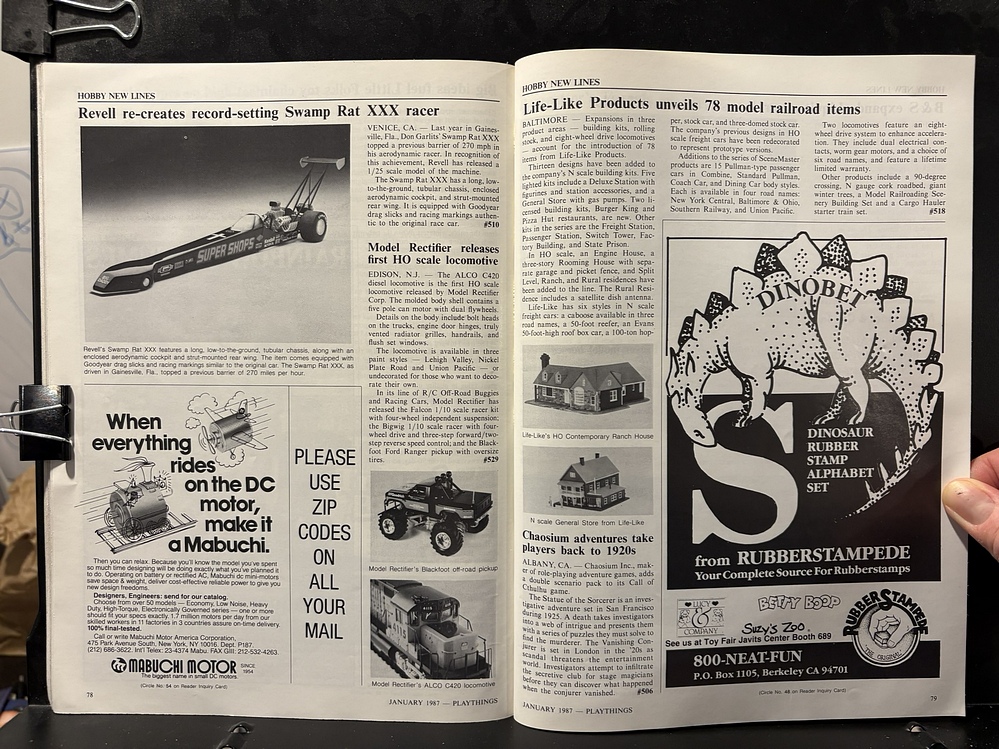 HOBBY NEW LINES
Revell re-creates record-setting Swamp Rat XXX racer
SUPER SHOPS
Revell's Swamp Rat XXX features a long, low-to-the-ground, tubular chassis, along with an
enclosed aerodynamic cockpit and strut-mounted rear wing. The item comes equipped with
Goodyear drag slicks and racing markings similar to the original car. The Swamp Rat XXX, as
driven in Gainesville, Fla., topped a previous barrier of 270 miles per hour.
When
everything
rides
on the DC
motor,
make it
a Mabuchi.
Then you can relax. Because you'll know the model you've spent
so much time designing will be doing exactly what you've planned it
to do. Operating on battery or rectified AC, Mabuchi dc mini-motors
save space & weight, deliver cost-effective reliable power to give you
new design freedoms.
Designers, Engineers: send for our catalog.
Choose from over 50 models — Economy, Low Noise, Heavy
Duty, High-Torque, Electronically Governed series — one or more
should fit your specs exactly. 1.7 million motors per day from our
skilled workers in 11 factories in 3 countries assure on-time delivery.
100% final-tested.
Call or write Mabuchi Motor America Corporation,
475 Park Avenue South, New York, NY 10016. Dept. P187.
(212) 686-3622. Int'l Telex: 23-4374 Mabu. FAX GIII: 212-532-4263.
MABUCHI MOTOR SINCE 1954
The biggest name in small DC motors.
(Circle No. 54 on Reader Inquiry Card)
PLEASE
USE
ZIP
CODES
ON
ALL
YOUR
MAIL
VENICE, CA. — Last year in Gaines-
ville, Fla., Don Garlits' Swamp Rat XXX
topped a previous barrier of 270 mph in
his aerodynamic racer. In recognition of
this achievement, Revell has released a
1/25 scale model of the machine.
The Swamp Rat XXX has a long, low-
to-the-ground, tubular chassis, enclosed
aerodynamic cockpit, and strut-mounted
rear wing. It is equipped with Goodyear
drag slicks and racing markings authen-
tic to the original race car. #510
Model Rectifier releases
first HO scale locomotive
EDISON, N.J. — The ALCO C420
diesel locomotive is the first HO scale
locomotive released by Model Rectifier
Corp. The molded body shell contains a
five pole can motor with dual flywheels.
Details on the body include bolt heads
on the trucks, engine door hinges, truly
vented radiator grilles, handrails, and
flush set windows.
The locomotive is available in three
paint styles — Lehigh Valley, Nickel
Plate Road and Union Pacific — or
undecorated for those who want to deco-
rate their own.
In its line of R/C Off-Road Buggies
and Racing Cars, Model Rectifier has
released the Falcon 1/10 scale racer kit
with four-wheel independent suspension;
the Bigwig 1/10 scale racer with four-
wheel drive and three-step forward/two-
step reverse speed control; and the Black-
foot Ford Ranger pickup with oversize
tires. #529
Model Rectifier's Blackfoot off-road pickup
Model Rectifier's ALCO C420 locomotive
78
JANUARY 1987 — PLAYTHINGS
HOBBY NEW LINES
Life-Like Products unveils 78 model railroad items
BALTIMORE — Expansions in three
product areas — building kits, rolling
stock, and eight-wheel drive locomotives
— account for the introduction of 78
items from Life-Like Products.
Thirteen designs have been added to
the company's N scale building kits. Five
lighted kits include a Deluxe Station with
figurines and station accessories, and a
General Store with gas pumps. Two li-
censed building kits, Burger King and
Pizza Hut restaurants, are new. Other
kits in the series are the Freight Station,
Passenger Station, Switch Tower, Fac-
tory Building, and State Prison.
In HO scale, an Engine House, a
three-story Rooming House with sepa-
rate garage and picket fence, and Split
Level, Ranch, and Rural residences have
been added to the line. The Rural Resi-
dence includes a satellite dish antenna.
Life-Like has six styles in N scale
freight cars: a caboose available in three
road names, a 50-foot reefer, an Evans
50-foot-high roof box car, a 100-ton hop-
Life-Like's HO Contemporary Ranch House
N scale General Store from Life-Like
Chaosium adventures take
players back to 1920s
ALBANY, CA. — Chaosium Inc., mak-
er of role-playing adventure games, adds
a double scenario pack to its Call of
Cthulhu game.
The Statue of the Sorcerer is an inves-
tigative adventure set in San Francisco
during 1925. A death takes investigators
into a web of intrigue and presents them
with a series of puzzles they must solve to
find the murderer. The Vanishing Con-
jurer is set in London in the '20s as
scandal threatens the entertainment
world. Investigators attempt to infiltrate
the secretive club for stage magicians
before they can discover what happened
when the conjurer vanished. #506
per, stock car, and three-domed stock car.
The company's previous designs in HO
scale freight cars have been redecorated
to represent prototype versions.
Additions to the series of SceneMaster
products are 15 Pullman-type passenger
cars in Combine, Standard Pullman,
Coach Car, and Dining Car body styles.
Each is available in four road names:
New York Central, Baltimore & Ohio,
Southern Railway, and Union Pacific.
Two locomotives feature an eight-
wheel drive system to enhance accelera-
tion. They include dual electrical con-
tacts, worm gear motors, and a choice of
six road names, and feature a lifetime
limited warranty.
Other products include a 90-degree
crossing, N gauge cork roadbed, giant
winter trees, a Model Railroading Sce-
nery Building Set and a Cargo Hauler
starter train set. #518
DINOBET
S
DINOSAUR
RUBBER
STAMP
ALPHABET
SET
from RUBBERSTAMPEDE
Your Complete Source For Rubberstamps
LUCY
& COMPANY
BETTY BOOP
Suzy's Zoo
See us at Toy Fair Javits Center Booth 689
800-NEAT-FUN
P.O. Box 1105, Berkeley CA 94701
RUBBERSTAMPEDE
THE ORIGINAL
(Circle No. 48 on Reader Inquiry Card)
JANUARY 1987 — PLAYTHINGS
79